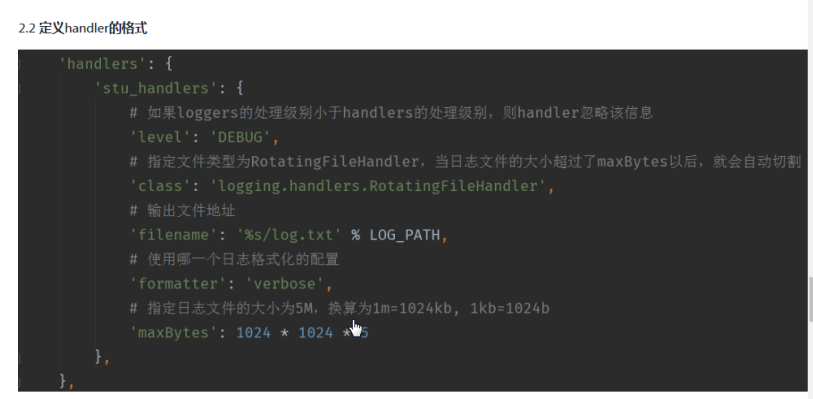 2.2 定义handler的格式
'handlers': {
'stu_handlers': {
# 如果loggers的处理级别小于handlers的处理级别，则handler忽略该信息
'level': 'DEBUG',
# 指定文件类型为RotatingFileHandler，当日志文件的大小超过了maxBytes以后，就会自动切割
'class': 'logging.handlers.RotatingFileHandler',
# 输出文件地址
'filename': '%s/log.txt' % LOG_PATH,
# 使用哪一个日志格式化的配置
'formatter': 'verbose',
# 指定日志文件的大小为5M，换算为1m=1024kb, 1kb=1024b
'maxBytes': 1024 * 1024 * 5
},
},